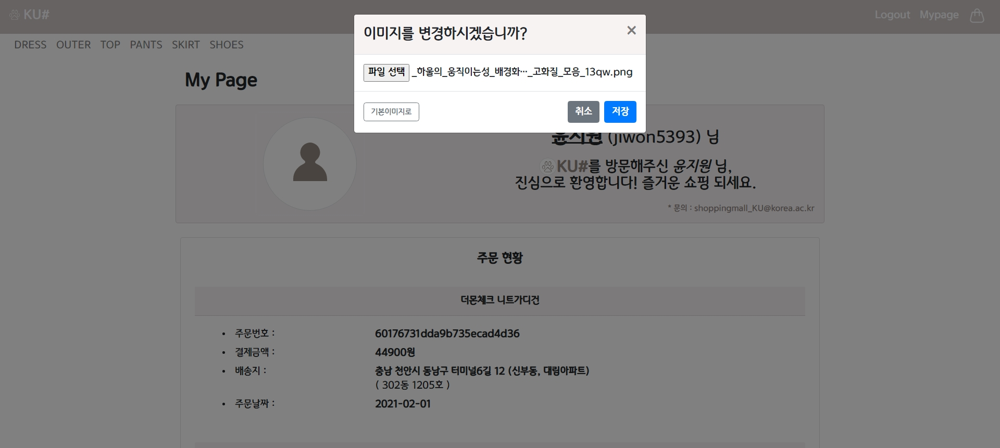 KU#
Logout Mypage
이미지를 변경하시겠습니까?
×
DRESS OUTER TOP PANTS SKIRT SHOES
파일 선택 _하울의_움직이는성_배경화…_고화질_모음_13qw.png
기본이미지로 취소 저장
My Page
윤지원 (jiwon5393) 님
KU#를 방문해주신 윤지원 님,
진심으로 환영합니다! 즐거운 쇼핑 되세요.
* 문의 : shoppingmall_KU@korea.ac.kr
주문 현황
더몬체크 니트가디건
• 주문번호 : 60176731dda9b735ecad4d36
• 결제금액 : 44900원
• 배송지 : 충남 천안시 동남구 터미널6길 12 (신부동, 대림아파트)
( 302동 1205호 )
• 주문날짜 : 2021-02-01